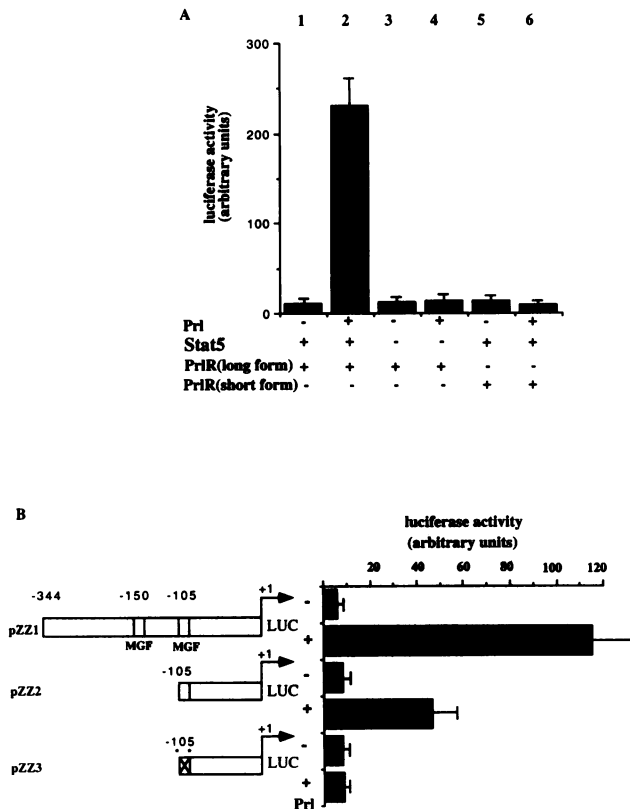 A
1 2 3 4 5 6
luciferase activity
(arbitrary units)
300
200
100
0
Prl - + - + - +
Stat5 + + - - + +
PrlR(long form) + + + + - -
PrlR(short form) - - - - + +
B
luciferase activity
(arbitrary units)
20 40 60 80 100 120
-344 -150 -105 +1
pZZ1 LUC - +
MGF MGF
-105 +1
pZZ2 LUC - +
-105 +1
pZZ3 LUC - +
Prl